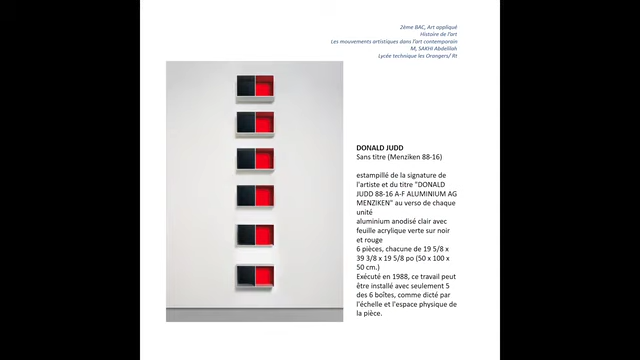 2ème BAC, Art appliqué
Histoire de l'art
Les mouvements artistiques dans l'art contemporain
M, SAKHI Abdelilah
Lycée technique les Orangers/ Rt
DONALD JUDD
Sans titre (Menziken 88-16)
estampillé de la signature de
l'artiste et du titre "DONALD
JUDD 88-16 A-F ALUMINIUM AG
MENZIKEN" au verso de chaque
unité
aluminium anodisé clair avec
feuille acrylique verte sur noir
et rouge
6 pièces, chacune de 19 5/8 x
39 3/8 x 19 5/8 po (50 x 100 x
50 cm.)
Exécuté en 1988, ce travail peut
être installé avec seulement 5
des 6 boîtes, comme dicté par
l'échelle et l'espace physique de
la pièce.